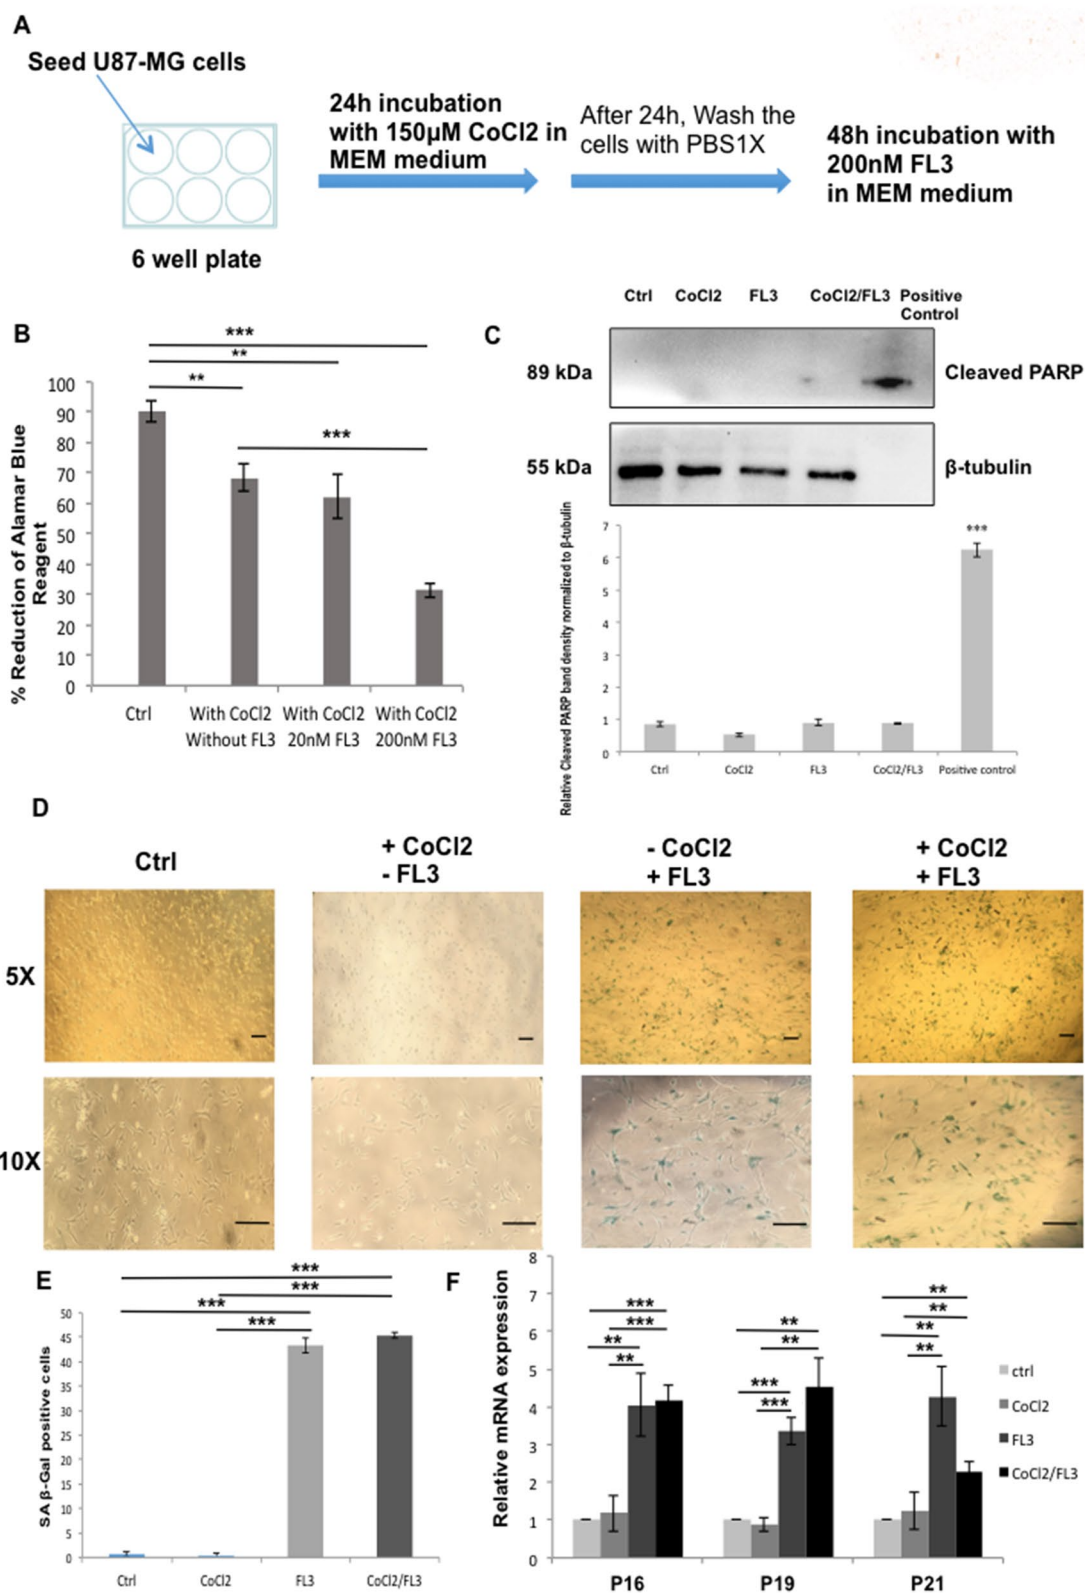 A
Seed U87-MG cells
6 well plate
24h incubation
with 150µM CoCl2 in
MEM medium
After 24h, Wash the
cells with PBS1X
48h incubation with
200nM FL3
in MEM medium
B
***
**
**
***
% Reduction of Alamar Blue
Reagent
100
90
80
70
60
50
40
30
20
10
0
Ctrl
With CoCl2
Without FL3
With CoCl2
20nM FL3
With CoCl2
200nM FL3
C
Ctrl CoCl2 FL3 CoCl2/FL3 Positive
Control
89 kDa
Cleaved PARP
55 kDa
β-tubulin
Relative Cleaved PARP band density normalized to β-tubulin
7
6
5
4
3
2
1
0
***
Ctrl CoCl2 FL3 CoCl2/FL3 Positive control
D
Ctrl
+ CoCl2
- FL3
- CoCl2
+ FL3
+ CoCl2
+ FL3
5X
10X
E
***
***
***
***
SA β-Gal positive cells
50
45
40
35
30
25
20
15
10
5
0
Ctrl CoCl2 FL3 CoCl2/FL3
F
Relative mRNA expression
8
7
6
5
4
3
2
1
0
***
***
**
**
**
**
***
***
**
**
**
**
ctrl
CoCl2
FL3
CoCl2/FL3
P16 P19 P21